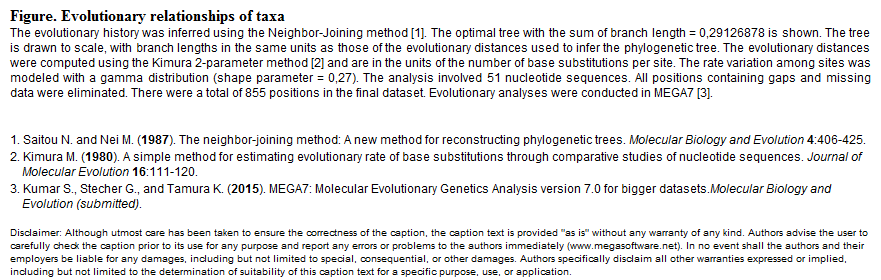 Figure. Evolutionary relationships of taxa
The evolutionary history was inferred using the Neighbor-Joining method [1]. The optimal tree with the sum of branch length = 0,29126878 is shown. The tree
is drawn to scale, with branch lengths in the same units as those of the evolutionary distances used to infer the phylogenetic tree. The evolutionary distances
were computed using the Kimura 2-parameter method [2] and are in the units of the number of base substitutions per site. The rate variation among sites was
modeled with a gamma distribution (shape parameter = 0,27). The analysis involved 51 nucleotide sequences. All positions containing gaps and missing
data were eliminated. There were a total of 855 positions in the final dataset. Evolutionary analyses were conducted in MEGA7 [3].
1. Saitou N. and Nei M. (1987). The neighbor-joining method: A new method for reconstructing phylogenetic trees. Molecular Biology and Evolution 4:406-425.
2. Kimura M. (1980). A simple method for estimating evolutionary rate of base substitutions through comparative studies of nucleotide sequences. Journal of
Molecular Evolution 16:111-120.
3. Kumar S., Stecher G., and Tamura K. (2015). MEGA7: Molecular Evolutionary Genetics Analysis version 7.0 for bigger datasets.Molecular Biology and
Evolution (submitted).
Disclaimer: Although utmost care has been taken to ensure the correctness of the caption, the caption text is provided "as is" without any warranty of any kind. Authors advise the user to
carefully check the caption prior to its use for any purpose and report any errors or problems to the authors immediately (www.megasoftware.net). In no event shall the authors and their
employers be liable for any damages, including but not limited to special, consequential, or other damages. Authors specifically disclaim all other warranties expressed or implied,
including but not limited to the determination of suitability of this caption text for a specific purpose, use, or application.